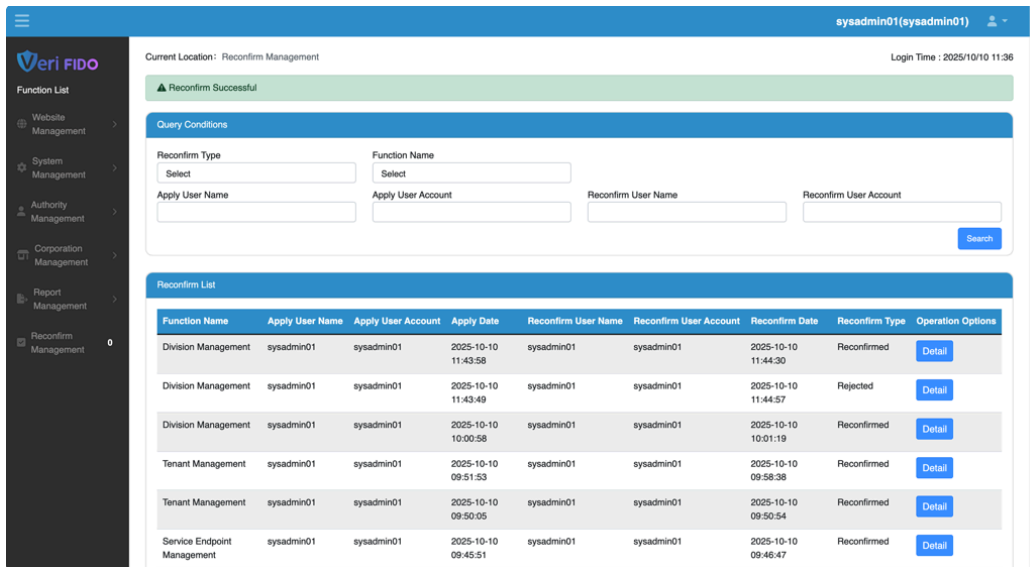 sysadmin01(sysadmin01)
Veri FIDO
Function List
Website
Management
System
Management
Authority
Management
Corporation
Management
Report
Management
Reconfirm
Management 0
Current Location: Reconfirm Management
Login Time : 2025/10/10 11:36
Reconfirm Successful
Query Conditions
Reconfirm Type Function Name
Select Select
Apply User Name Apply User Account Reconfirm User Name Reconfirm User Account
Search
Reconfirm List
Function Name Apply User Name Apply User Account Apply Date Reconfirm User Name Reconfirm User Account Reconfirm Date Reconfirm Type Operation Options
Division Management sysadmin01 sysadmin01 2025-10-10 sysadmin01 sysadmin01 2025-10-10 Reconfirmed Detail
11:43:58 11:44:30
Division Management sysadmin01 sysadmin01 2025-10-10 sysadmin01 sysadmin01 2025-10-10 Rejected Detail
11:43:49 11:44:57
Division Management sysadmin01 sysadmin01 2025-10-10 sysadmin01 sysadmin01 2025-10-10 Reconfirmed Detail
10:00:58 10:01:19
Tenant Management sysadmin01 sysadmin01 2025-10-10 sysadmin01 sysadmin01 2025-10-10 Reconfirmed Detail
09:51:53 09:58:38
Tenant Management sysadmin01 sysadmin01 2025-10-10 sysadmin01 sysadmin01 2025-10-10 Reconfirmed Detail
09:50:05 09:50:54
Service Endpoint sysadmin01 sysadmin01 2025-10-10 sysadmin01 sysadmin01 2025-10-10 Reconfirmed Detail
Management 09:45:51 09:46:47